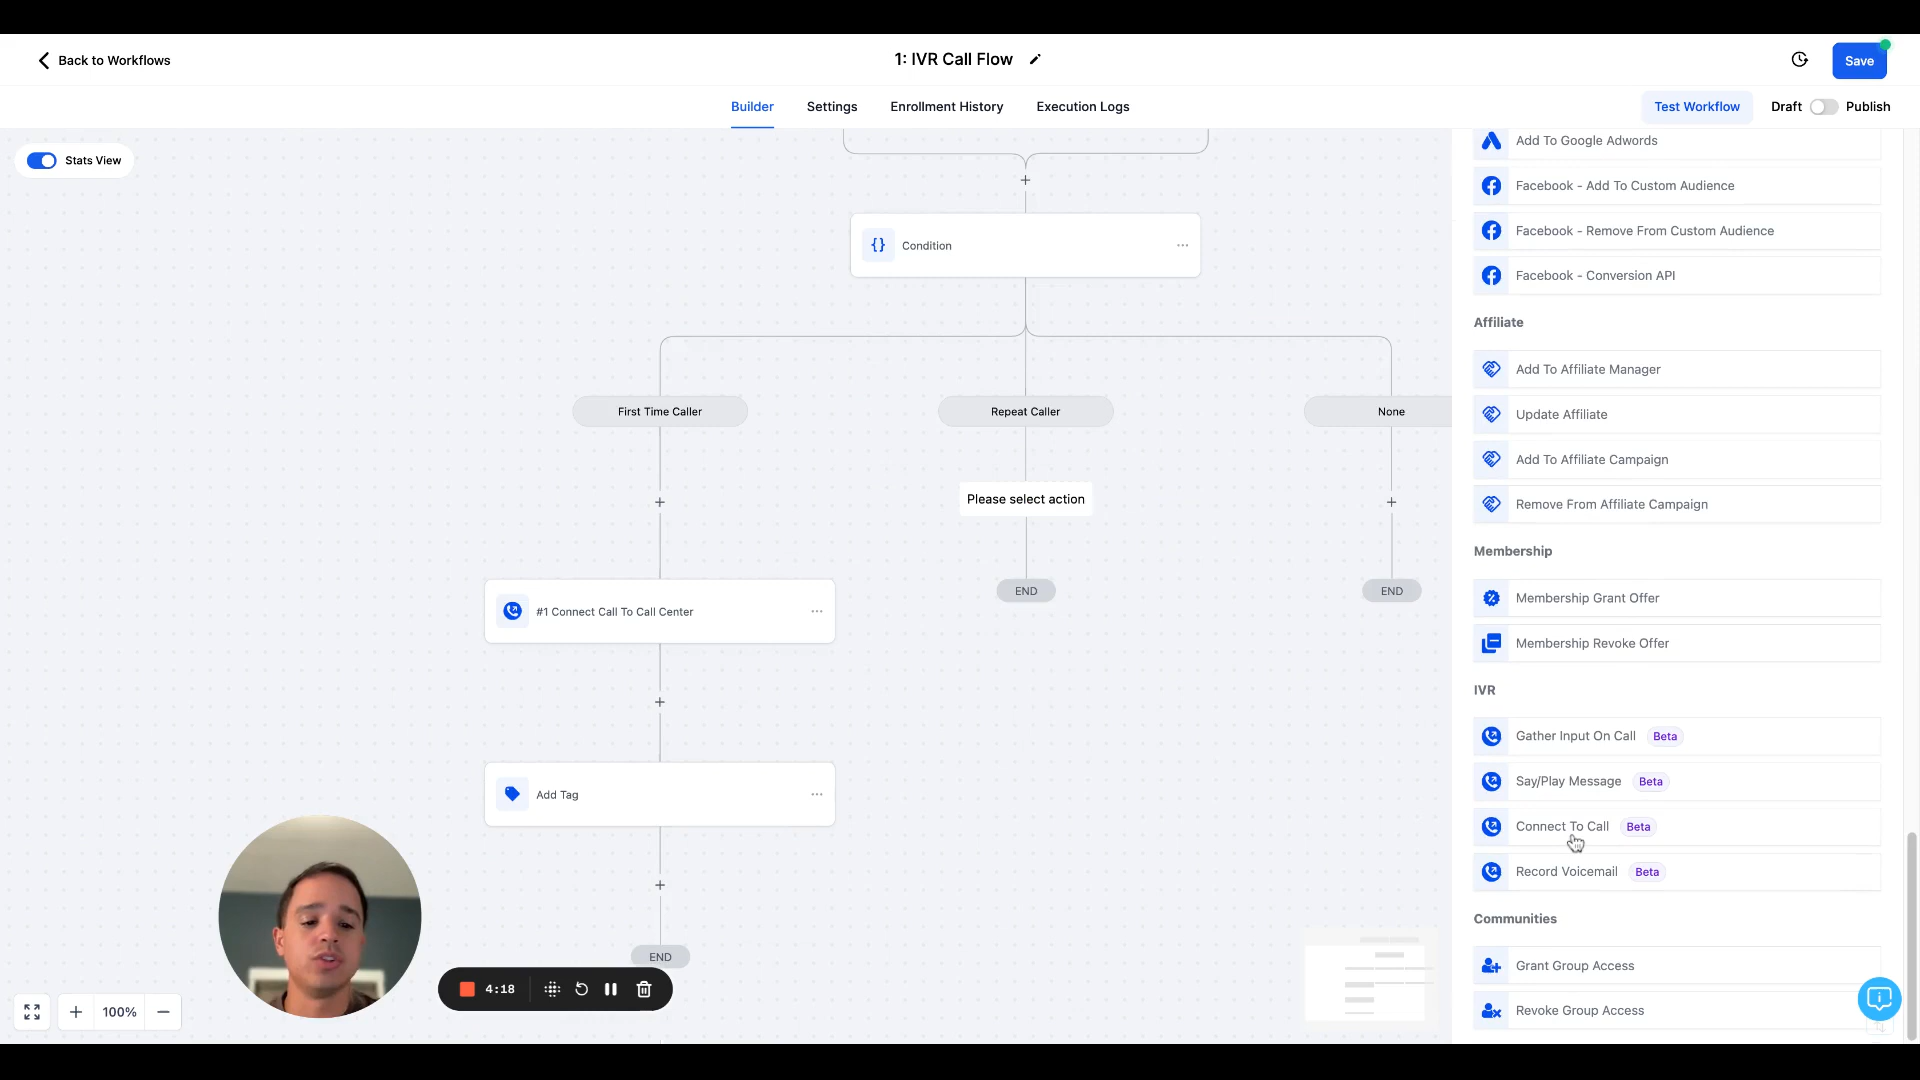 Back to Workflows
1: IVR Call Flow
Save
Builder
Settings
Enrollment History
Execution Logs
Test Workflow
Draft
Publish
Stats View
Condition
First Time Caller
Repeat Caller
None
Please select action
END
END
#1 Connect Call To Call Center
Add Tag
END
4:18
100%
Add To Google Adwords
Facebook - Add To Custom Audience
Facebook - Remove From Custom Audience
Facebook - Conversion API
Affiliate
Add To Affiliate Manager
Update Affiliate
Add To Affiliate Campaign
Remove From Affiliate Campaign
Membership
Membership Grant Offer
Membership Revoke Offer
IVR
Gather Input On Call Beta
Say/Play Message Beta
Connect To Call Beta
Record Voicemail Beta
Communities
Grant Group Access
Revoke Group Access